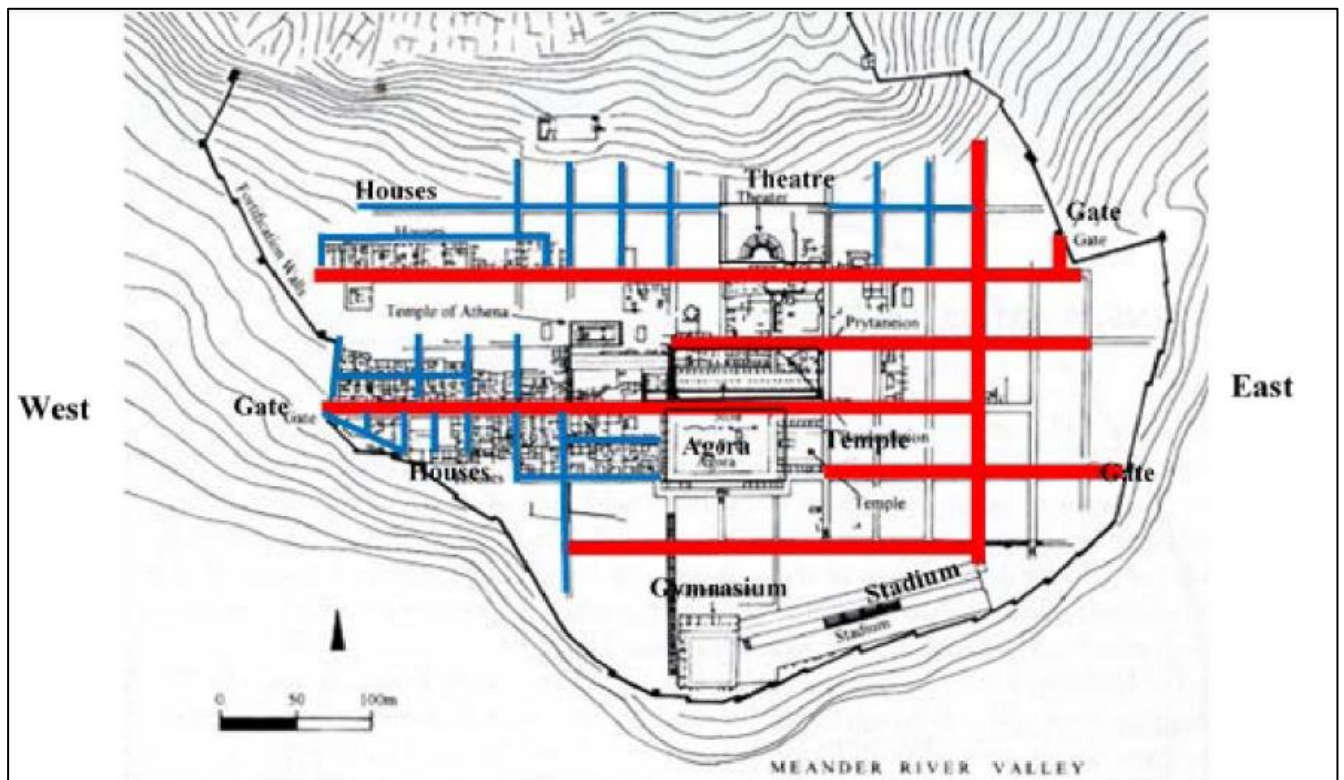 Houses
Theatre
Theater
Gate
Gate
Houses
Fortification Walls
Temple of Athena
Prytaneion
West
East
Gate
Gate
Agora
Agora
Temple
Houses
Gate
Temple
Gymnasium
Stadium
Stadium
0 50 100m
MEANDER RIVER VALLEY